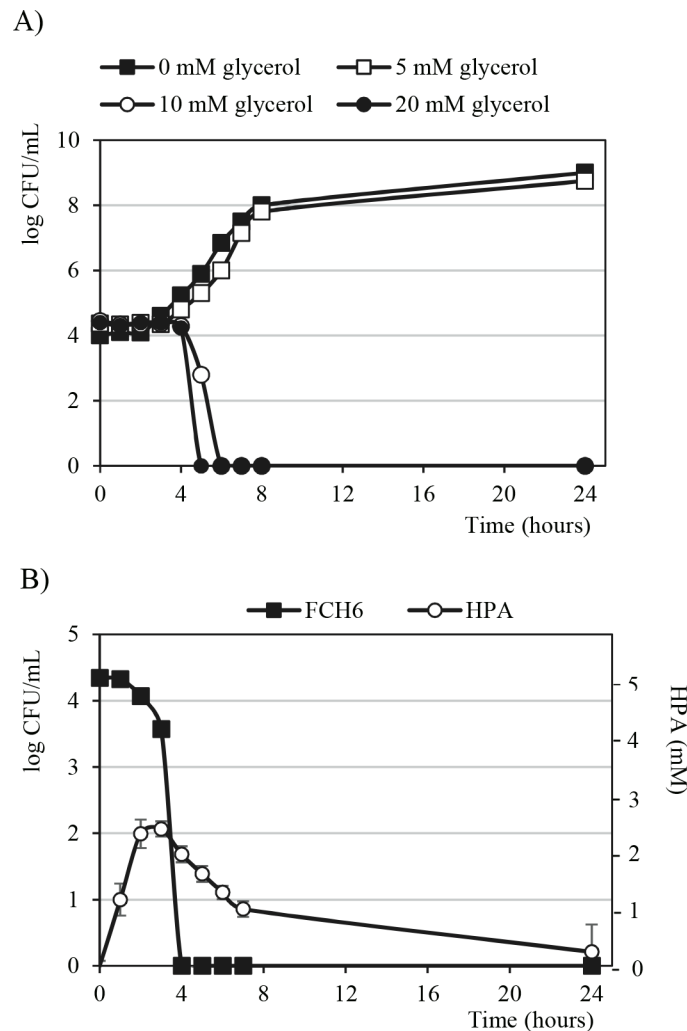 A)
0 mM glycerol 5 mM glycerol
10 mM glycerol 20 mM glycerol
log CFU/mL
10
8
6
4
2
0
0 4 8 12 16 20 24
Time (hours)
B)
FCH6 HPA
log CFU/mL
5
4
3
2
1
0
5
4
3
2
1
0
HPA (mM)
0 4 8 12 16 20 24
Time (hours)